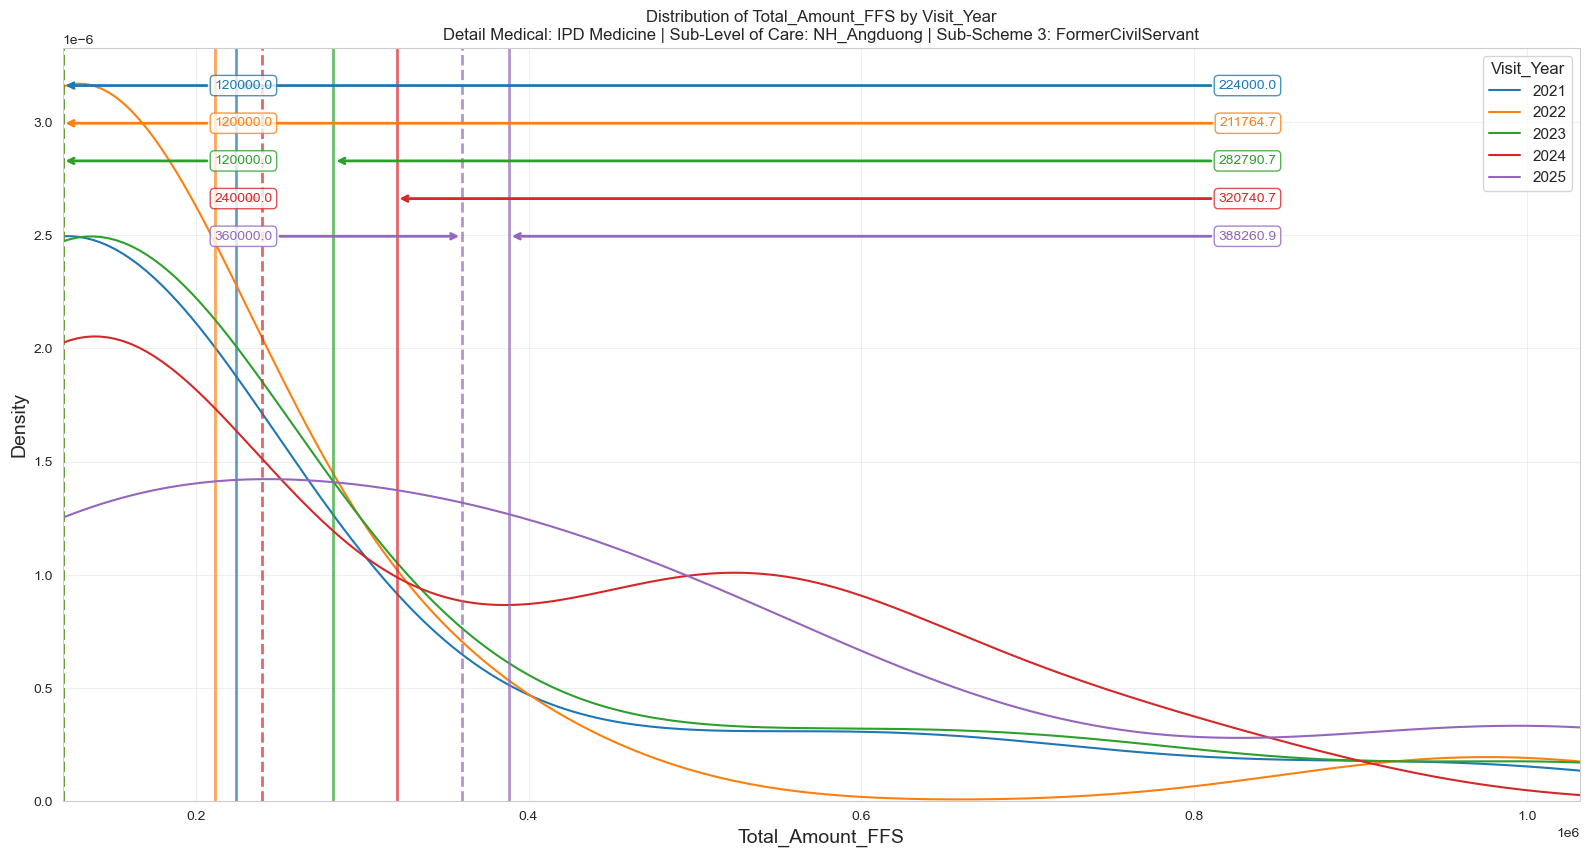 Distribution of Total_Amount_FFS by Visit_Year
Detail Medical: IPD Medicine | Sub-Level of Care: NH_Angduong | Sub-Scheme 3: FormerCivilServant
1e−6
Visit_Year
2021
2022
2023
2024
2025
120000.0 224000.0
120000.0 211764.7
120000.0 282790.7
240000.0 320740.7
360000.0 388260.9
3.0
2.5
2.0
1.5
1.0
0.5
0.0
Density
0.2 0.4 0.6 0.8 1.0
1e6
Total_Amount_FFS